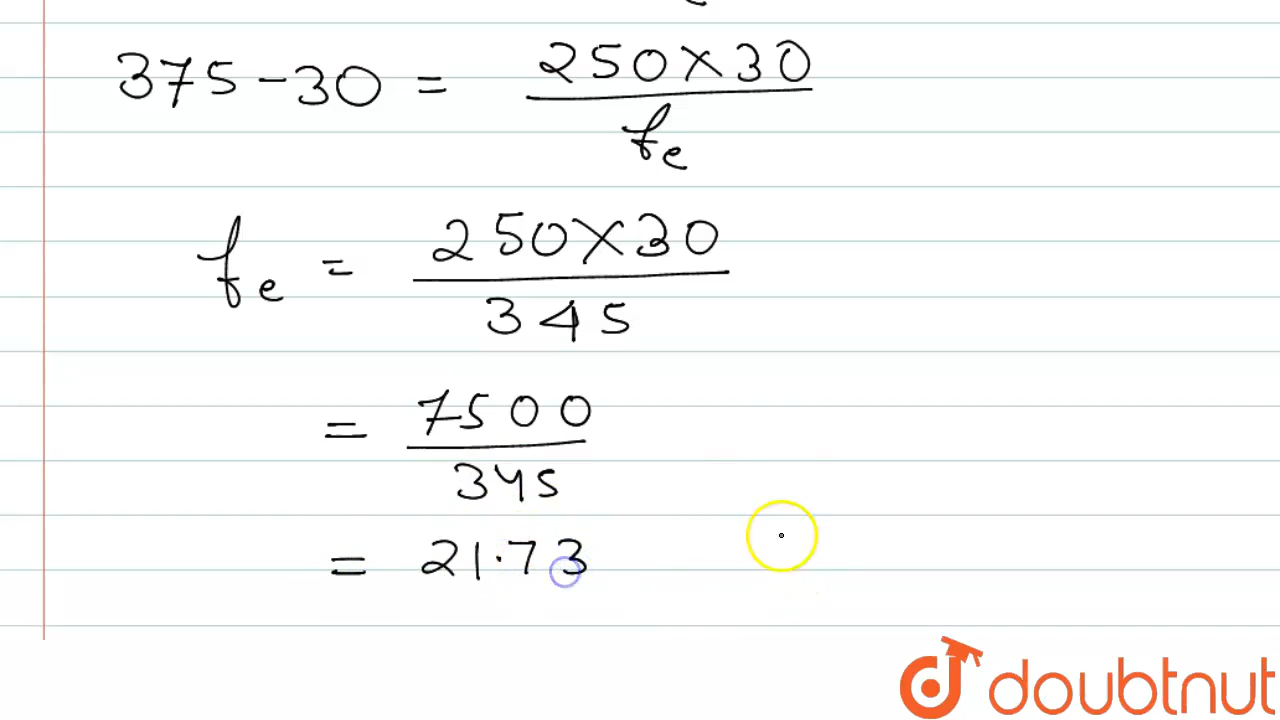 375 - 30 = 250 × 30 / fe
fe = 250 × 30 / 345
= 7500 / 345
= 21.73
doubtnut